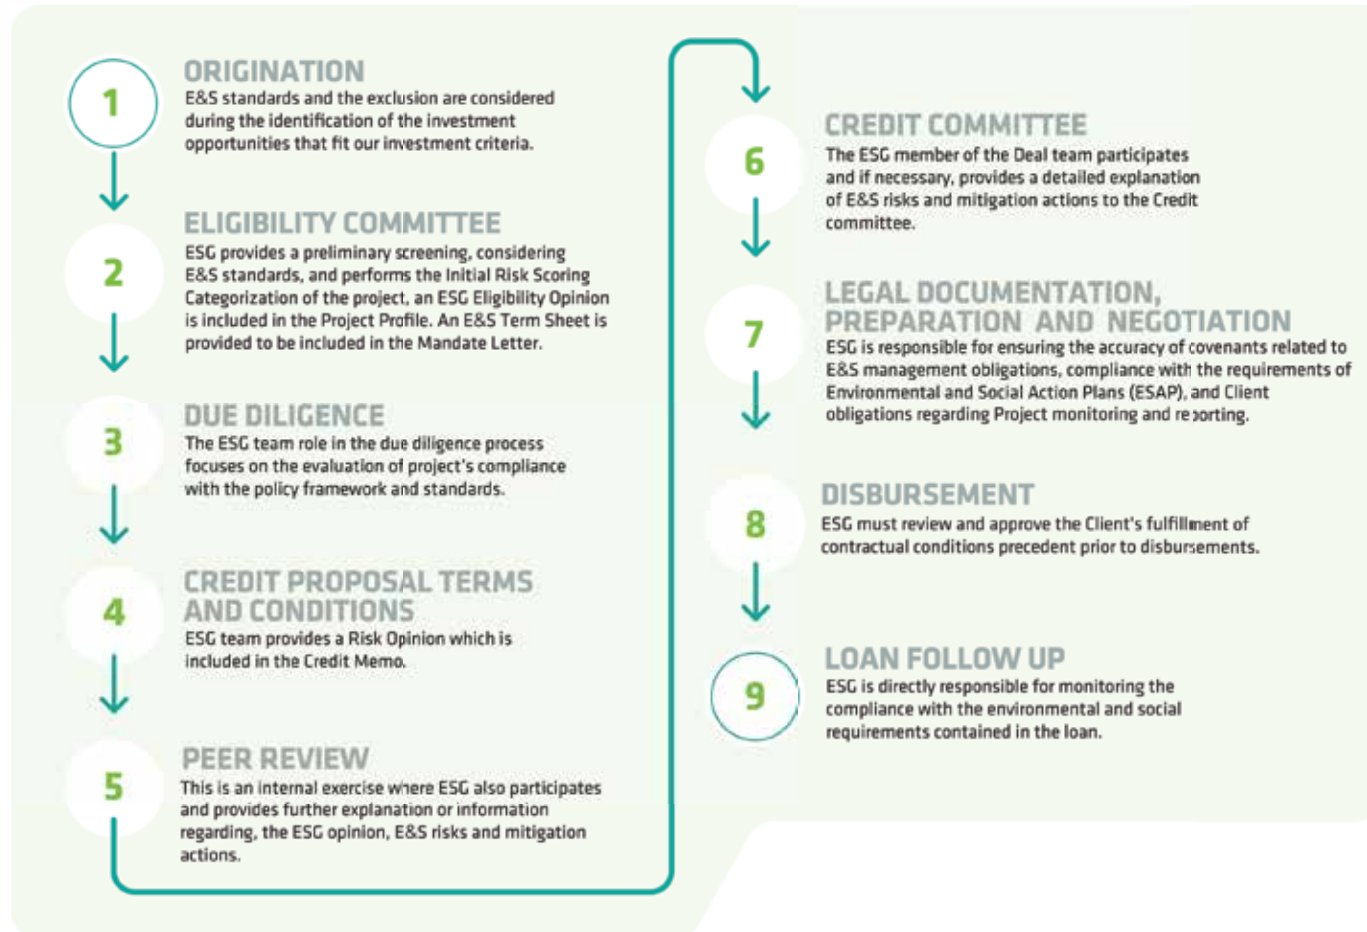 1
ORIGINATION
E&S standards and the exclusion are considered
during the identification of the investment
opportunities that fit our investment criteria.
2
ELIGIBILITY COMMITTEE
ESG provides a preliminary screening, considering
E&S standards, and performs the Initial Risk Scoring
Categorization of the project, an ESG Eligibility Opinion
is included in the Project Profile. An E&S Term Sheet is
provided to be included in the Mandate Letter.
3
DUE DILIGENCE
The ESG team role in the due diligence process
focuses on the evaluation of project's compliance
with the policy framework and standards.
4
CREDIT PROPOSAL TERMS
AND CONDITIONS
ESG team provides a Risk Opinion which is
included in the Credit Memo.
5
PEER REVIEW
This is an internal exercise where ESG also participates
and provides further explanation or information
regarding, the ESG opinion, E&S risks and mitigation
actions.
6
CREDIT COMMITTEE
The ESG member of the Deal team participates
and if necessary, provides a detailed explanation
of E&S risks and mitigation actions to the Credit
committee.
7
LEGAL DOCUMENTATION,
PREPARATION AND NEGOTIATION
ESG is responsible for ensuring the accuracy of covenants related to
E&S management obligations, compliance with the requirements of
Environmental and Social Action Plans (ESAP), and Client
obligations regarding Project monitoring and reporting.
8
DISBURSEMENT
ESG must review and approve the Client's fulfillment of
contractual conditions precedent prior to disbursements.
9
LOAN FOLLOW UP
ESG is directly responsible for monitoring the
compliance with the environmental and social
requirements contained in the loan.